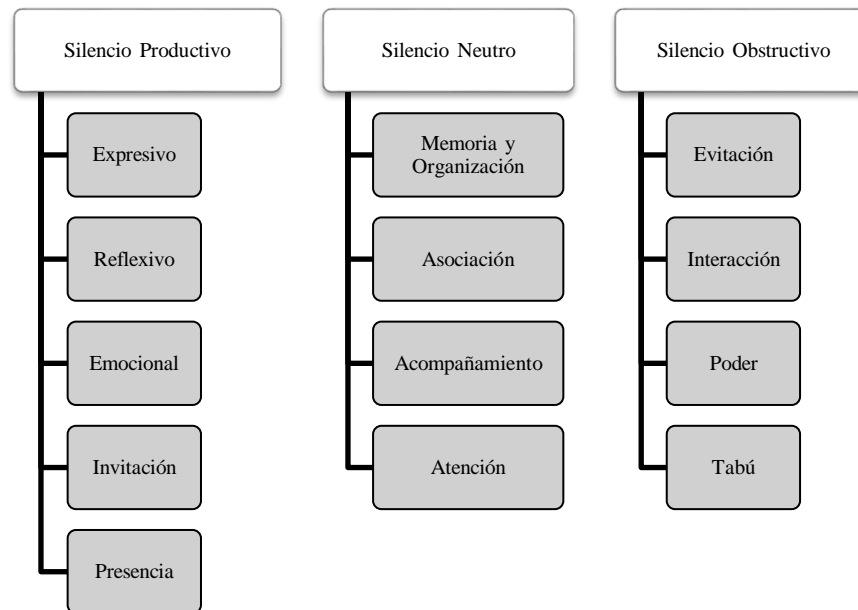 Silencio Productivo
Expresivo
Reflexivo
Emocional
Invitación
Presencia
Silencio Neutro
Memoria y
Organización
Asociación
Acompañamiento
Atención
Silencio Obstructivo
Evitación
Interacción
Poder
Tabú